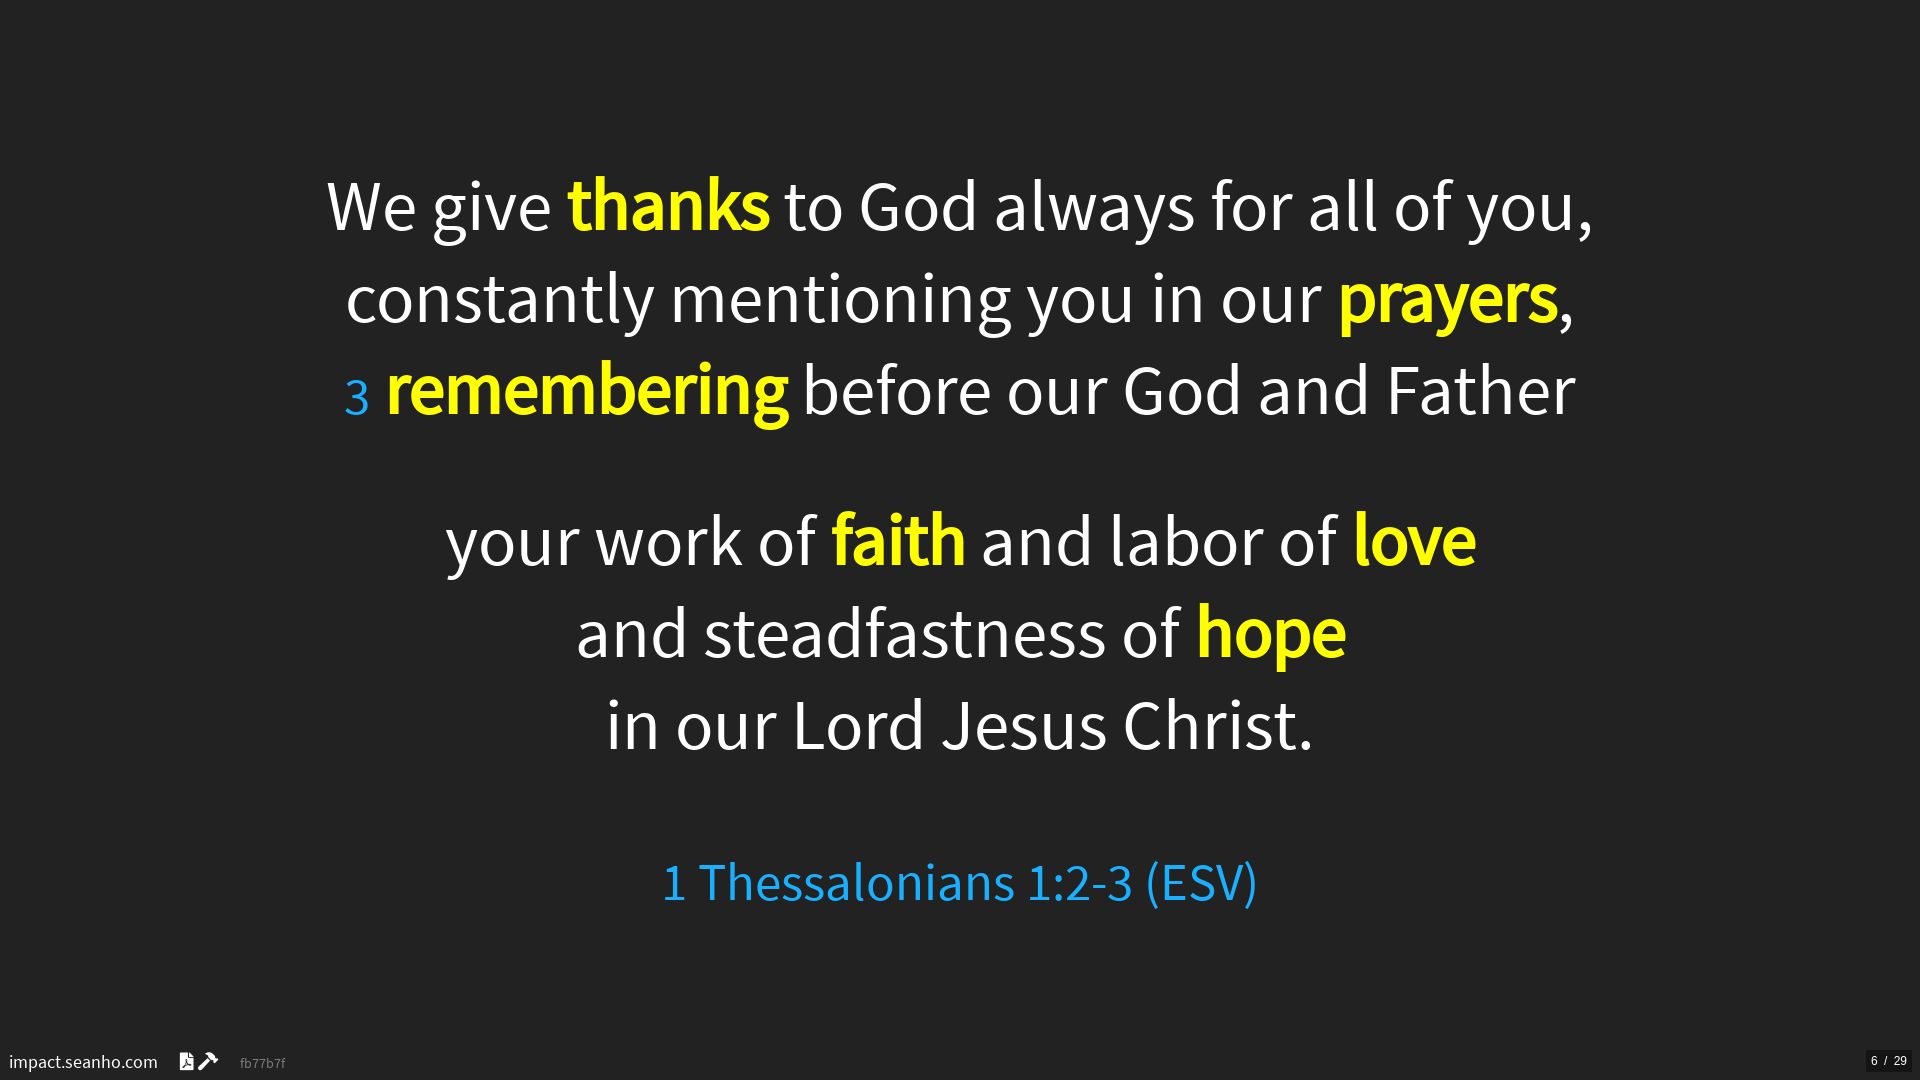 We give thanks to God always for all of you,
constantly mentioning you in our prayers,
3 remembering before our God and Father
your work of faith and labor of love
and steadfastness of hope
in our Lord Jesus Christ.
1 Thessalonians 1:2-3 (ESV)
impact.seanho.com fb77b7f
6 / 29